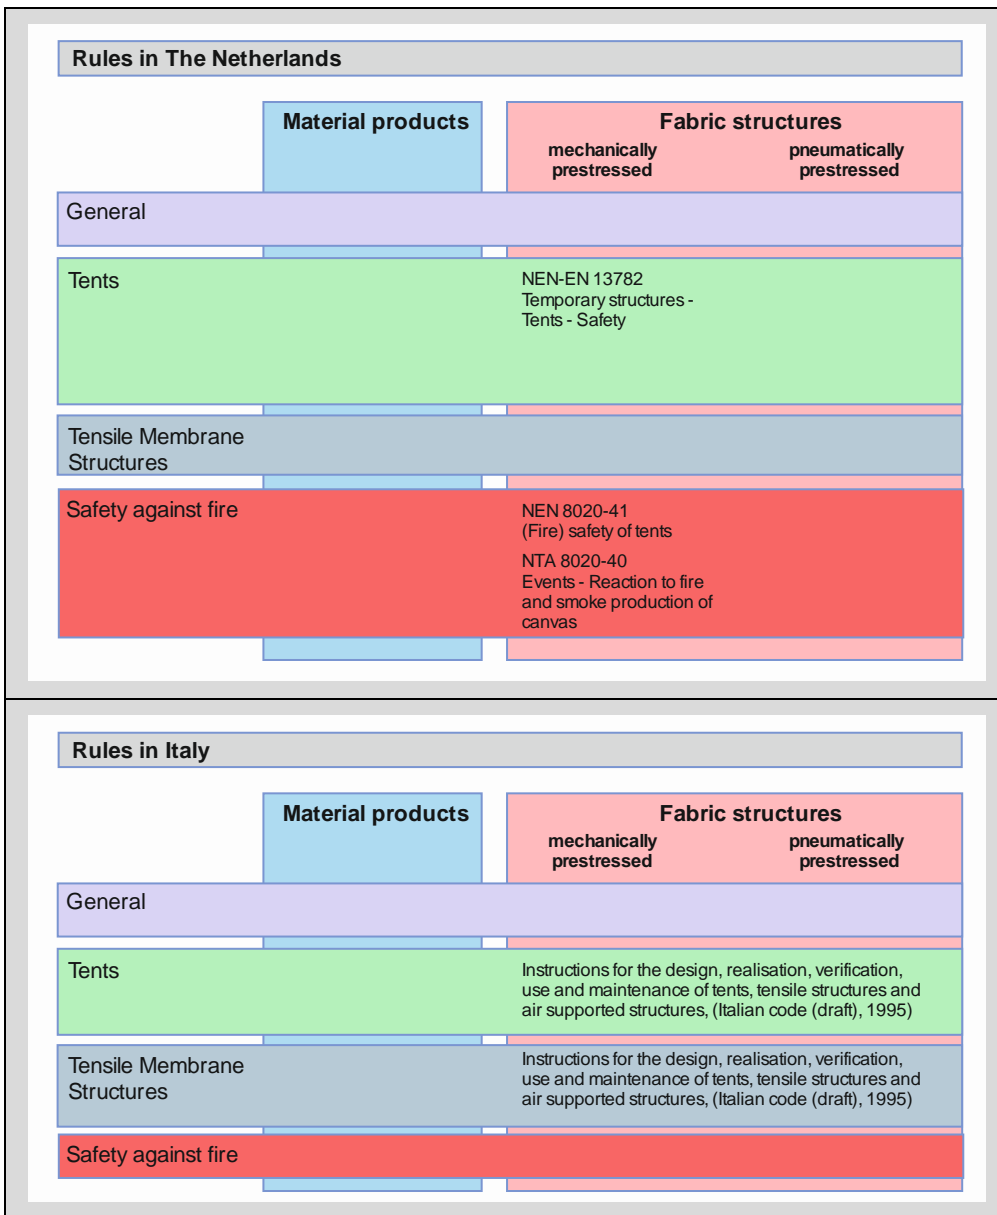 Rules in The Netherlands
Material products
Fabric structures
mechanically
prestressed
pneumatically
prestressed
General
Tents
NEN-EN 13782
Temporary structures -
Tents - Safety
Tensile Membrane
Structures
Safety against fire
NEN 8020-41
(Fire) safety of tents
NTA 8020-40
Events - Reaction to fire
and smoke production of
canvas
Rules in Italy
Material products
Fabric structures
mechanically
prestressed
pneumatically
prestressed
General
Tents
Instructions for the design, realisation, verification,
use and maintenance of tents, tensile structures and
air supported structures, (Italian code (draft), 1995)
Tensile Membrane
Structures
Instructions for the design, realisation, verification,
use and maintenance of tents, tensile structures and
air supported structures, (Italian code (draft), 1995)
Safety against fire